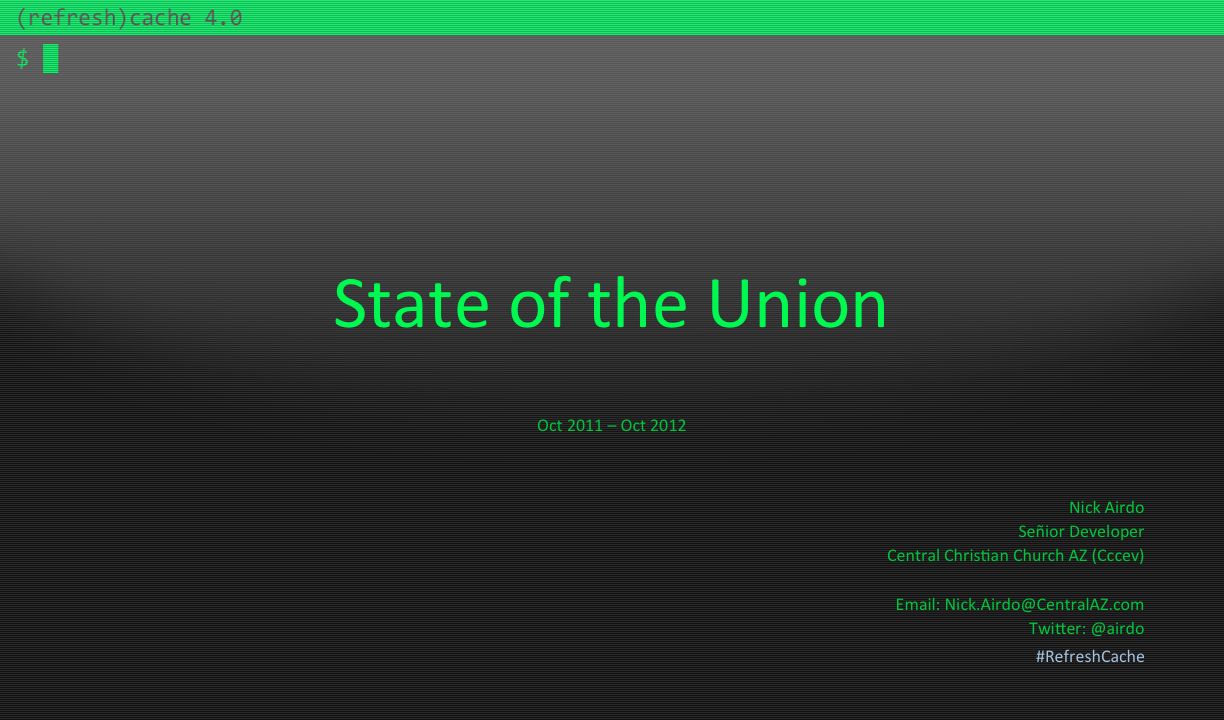 (refresh)cache 4.0
$
State of the Union
Oct 2011 – Oct 2012
Nick Airdo
Señior Developer
Central Christian Church AZ (Cccev)
Email: Nick.Airdo@CentralAZ.com
Twitter: @airdo
#RefreshCache